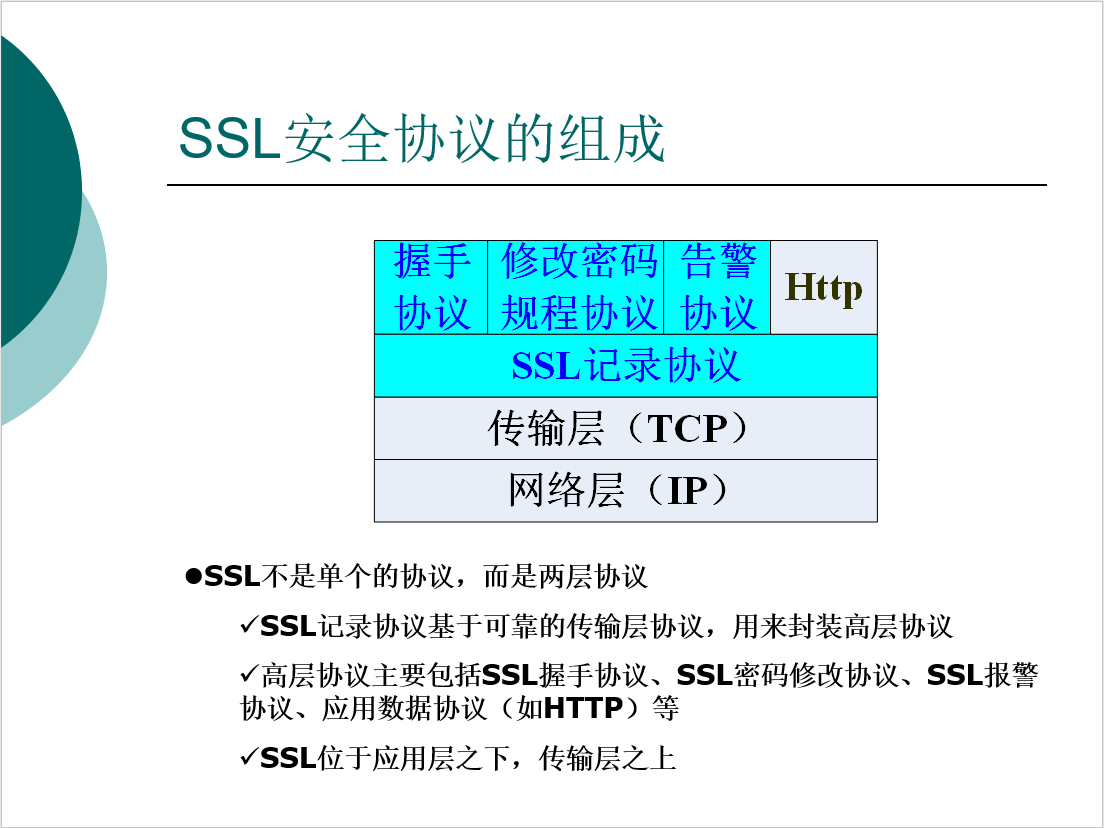 SSL安全协议的组成
握手
协议
修改密码
规程协议
告警
协议
Http
SSL记录协议
传输层（TCP）
网络层（IP）
●SSL不是单个的协议，而是两层协议
✓SSL记录协议基于可靠的传输层协议，用来封装高层协议
✓高层协议主要包括SSL握手协议、SSL密码修改协议、SSL报警
协议、应用数据协议（如HTTP）等
✓SSL位于应用层之下，传输层之上